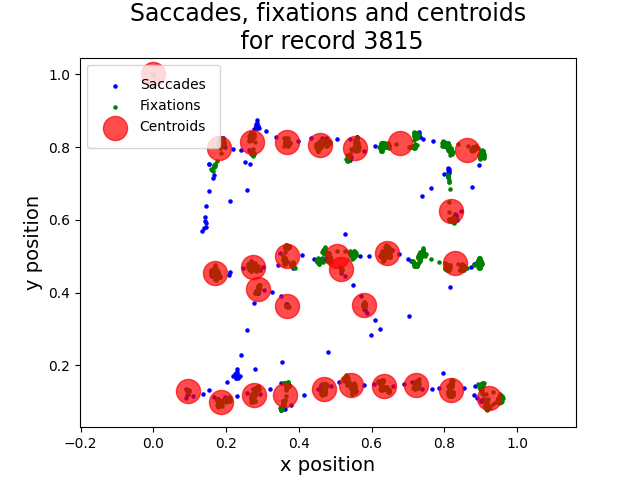 Saccades, fixations and centroids
for record 3815
Saccades
Fixations
Centroids
1.0
0.8
0.6
0.4
0.2
y position
−0.2
0.0
0.2
0.4
0.6
0.8
1.0
x position